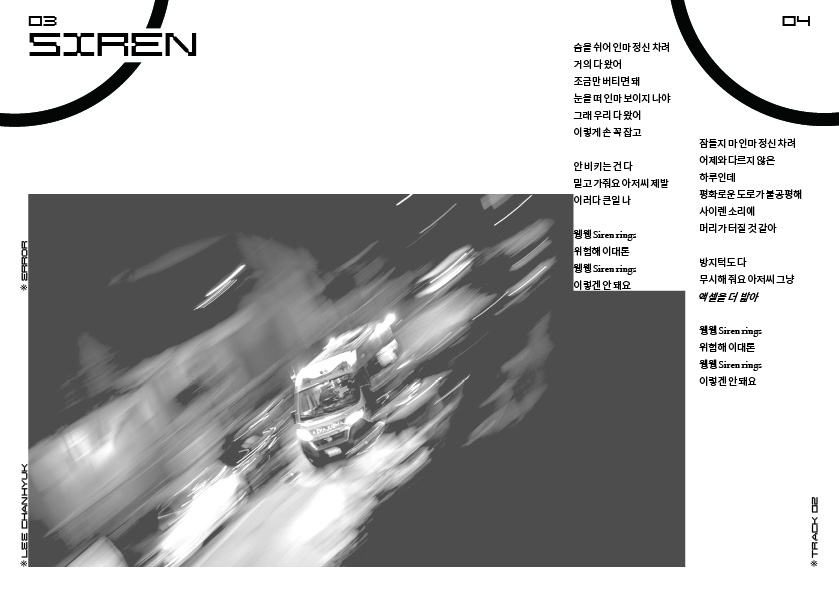 03
SIREN
04
숨을 쉬어 인마 정신 차려
거의 다 왔어
조금만 버티면 돼
눈을 떠 인마 보이지 나야
그래 우리 다 왔어
이렇게 손 꼭 잡고
안 비키는 건 다
밀고 가줘요 아저씨 제발
이러다 큰일 나
웽웽 Siren rings
위험해 이대론
웽웽 Siren rings
이렇겐 안 돼요
잠들지 마 인마 정신 차려
어제와 다르지 않은
하루인데
평화로운 도로가 불공평해
사이렌 소리에
머리가 터질 것 같아
방지턱도 다
무시해 줘요 아저씨 그냥
엑셀을 더 밟아
웽웽 Siren rings
위험해 이대론
웽웽 Siren rings
이렇겐 안 돼요
※ ERROR
※ LEE CHANHYUK
※ TRACK 02